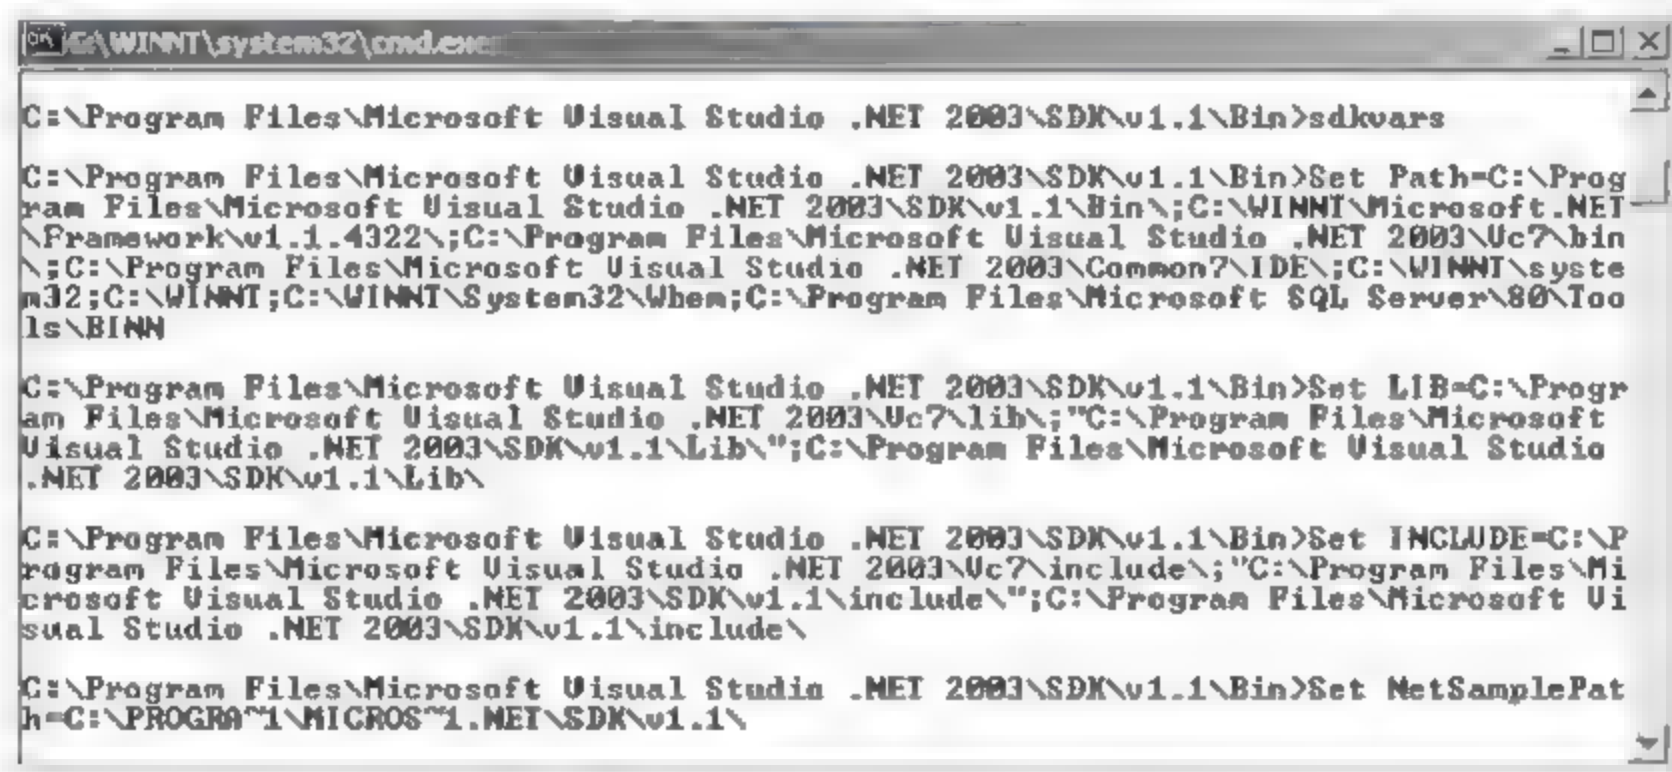 C:\WINNT\system32\cmd.exe
C:\Program Files\Microsoft Visual Studio .NET 2003\SDK\v1.1\Bin>sdkvars
C:\Program Files\Microsoft Visual Studio .NET 2003\SDK\v1.1\Bin>Set Path=C:\Prog
ram Files\Microsoft Visual Studio .NET 2003\SDK\v1.1\Bin\;C:\WINNT\Microsoft.NET
\Framework\v1.1.4322\;C:\Program Files\Microsoft Visual Studio .NET 2003\Vc7\bin
\;C:\Program Files\Microsoft Visual Studio .NET 2003\Common7\IDE\;C:\WINNT\syste
m32;C:\WINNT;C:\WINNT\System32\Wbem;C:\Program Files\Microsoft SQL Server\80\Too
ls\BINN
C:\Program Files\Microsoft Visual Studio .NET 2003\SDK\v1.1\Bin>Set LIB=C:\Progr
am Files\Microsoft Visual Studio .NET 2003\Vc7\lib\;"C:\Program Files\Microsoft
Visual Studio .NET 2003\SDK\v1.1\Lib\";C:\Program Files\Microsoft Visual Studio
.NET 2003\SDK\v1.1\Lib\
C:\Program Files\Microsoft Visual Studio .NET 2003\SDK\v1.1\Bin>Set INCLUDE=C:\P
rogram Files\Microsoft Visual Studio .NET 2003\Vc7\include\;"C:\Program Files\Mi
crosoft Visual Studio .NET 2003\SDK\v1.1\include\";C:\Program Files\Microsoft Vi
sual Studio .NET 2003\SDK\v1.1\include\
C:\Program Files\Microsoft Visual Studio .NET 2003\SDK\v1.1\Bin>Set NetSamplePat
h=C:\PROGRA~1\MICROS~1.NET\SDK\v1.1\